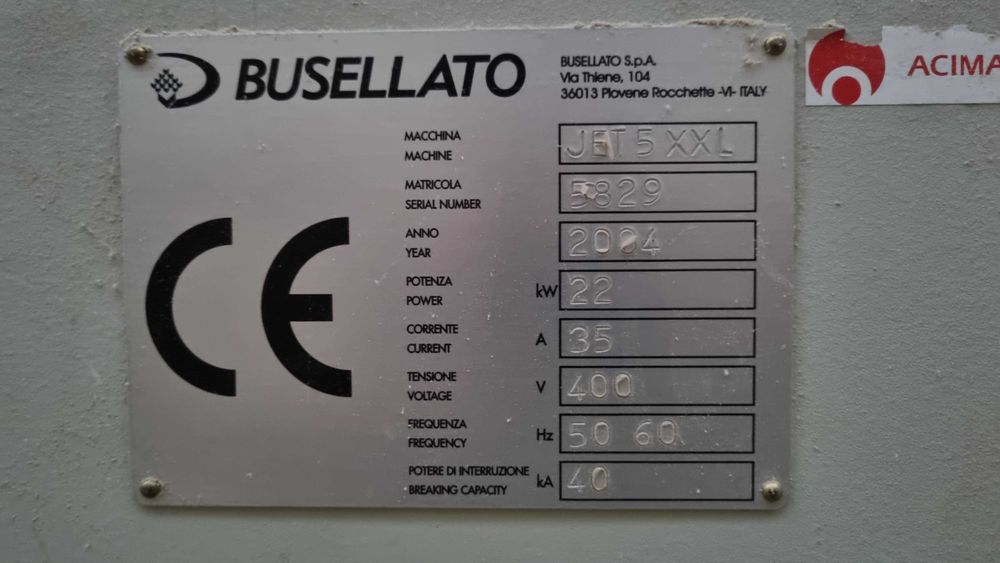 BUSELLATO
BUSELLATO S.p.A.
Via Thiene, 104
36013 Piovene Rocchette -VI- ITALY
ACIMA
MACCHINA
MACHINE
JET 5 XXL
MATRICOLA
SERIAL NUMBER
5829
ANNO
YEAR
2004
POTENZA
POWER
kW 22
CORRENTE
CURRENT
A 35
TENSIONE
VOLTAGE
V 400
FREQUENZA
FREQUENCY
Hz 50 60
POTERE DI INTERRUZIONE
BREAKING CAPACITY
kA 40
CE